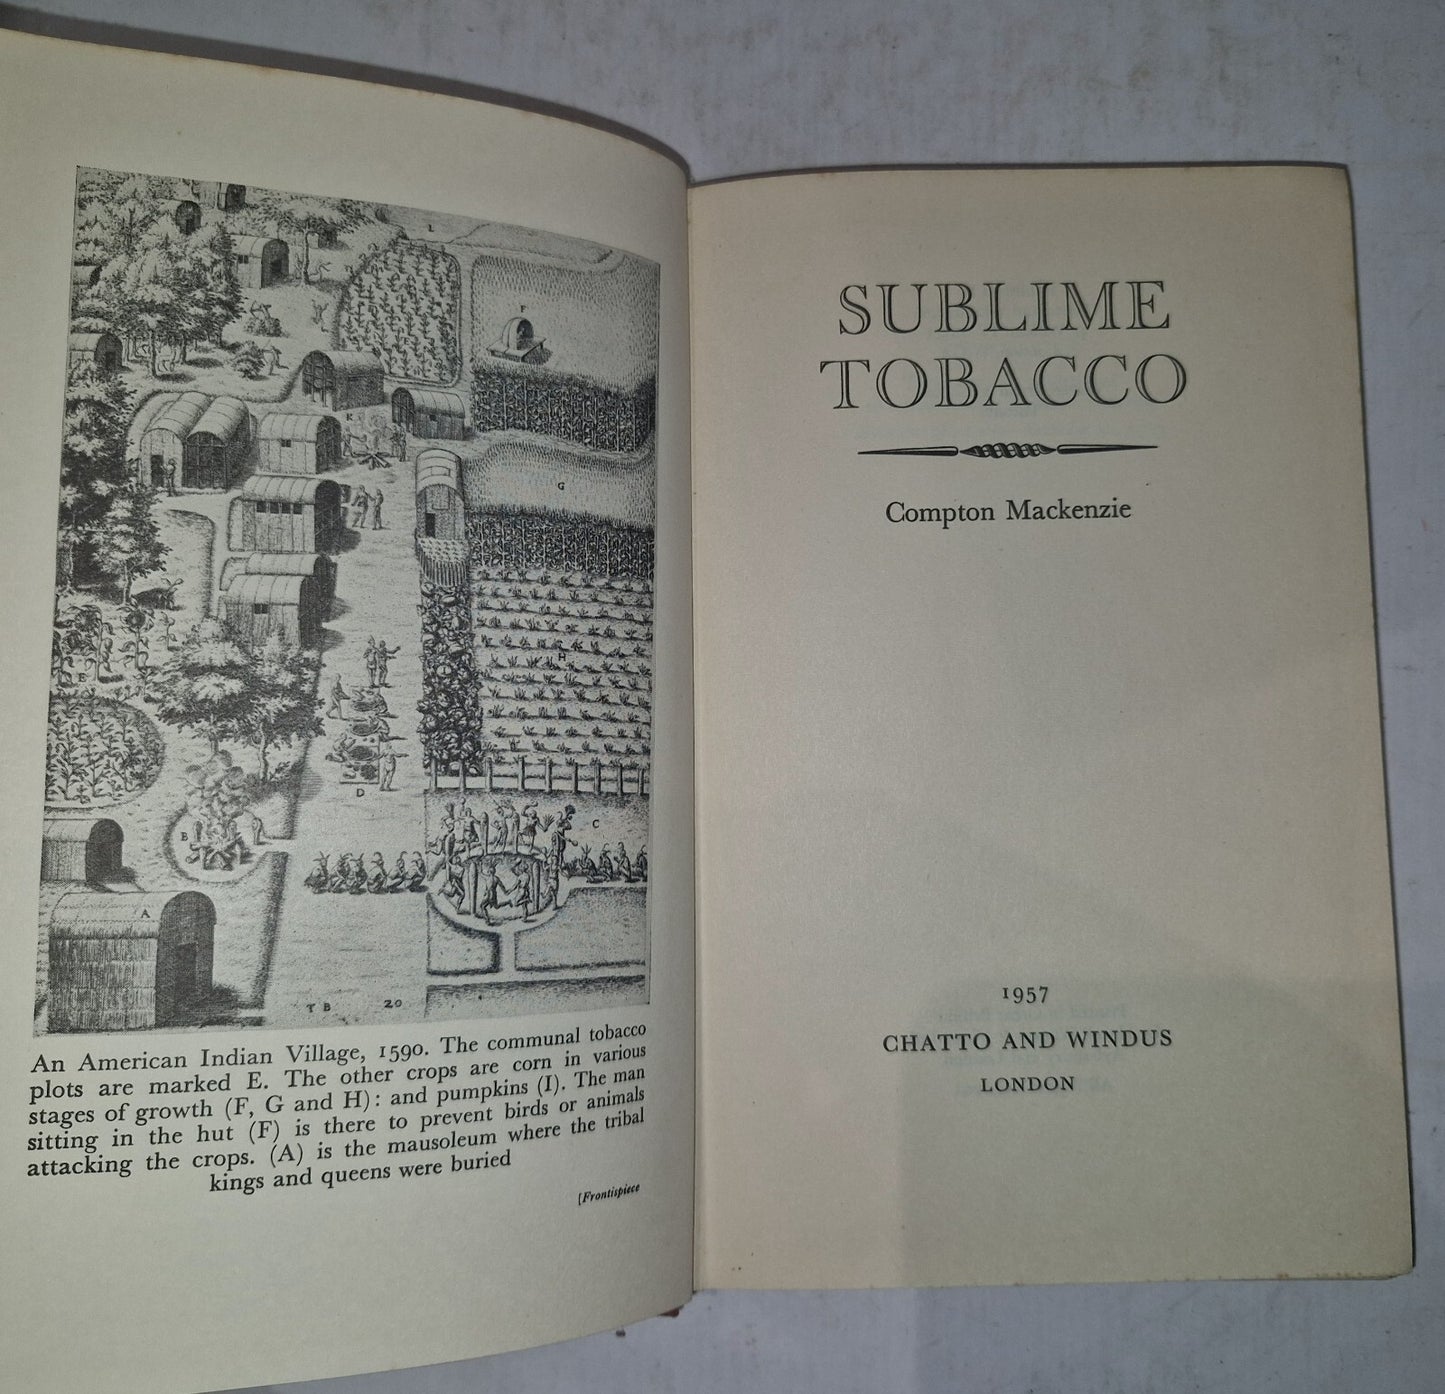 L
F
K
G
E
H
I
D
B
C
A
T B 20
An American Indian Village, 1590. The communal tobacco
plots are marked E. The other crops are corn in various
stages of growth (F, G and H): and pumpkins (I). The man
sitting in the hut (F) is there to prevent birds or animals
attacking the crops. (A) is the mausoleum where the tribal
kings and queens were buried
[Frontispiece
SUBLIME
TOBACCO
Compton Mackenzie
1957
CHATTO AND WINDUS
LONDON